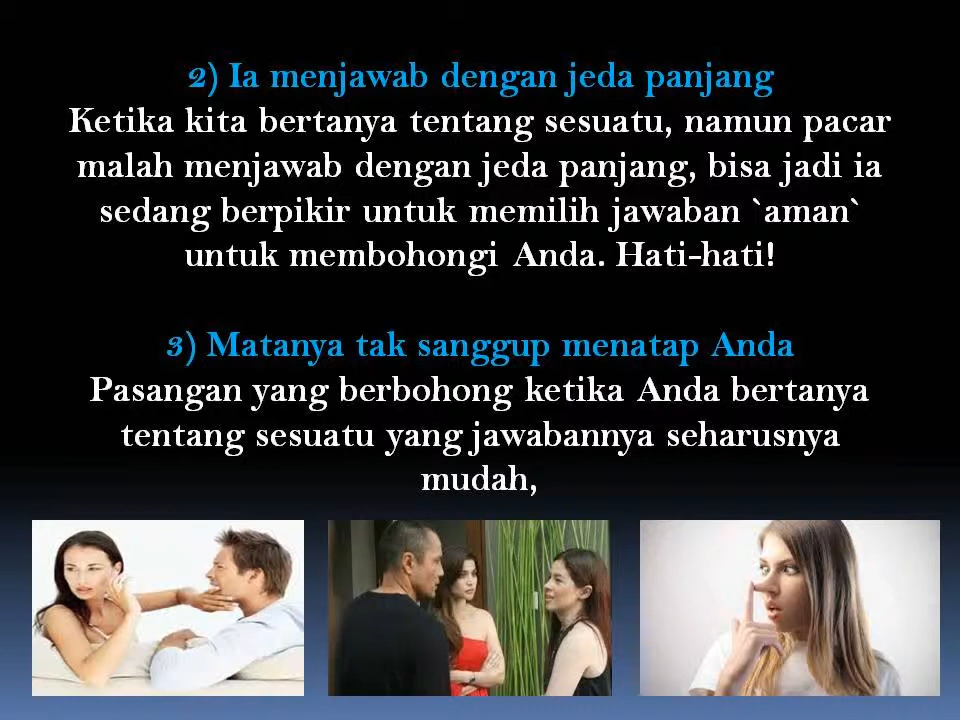 2) Ia menjawab dengan jeda panjang
Ketika kita bertanya tentang sesuatu, namun pacar
malah menjawab dengan jeda panjang, bisa jadi ia
sedang berpikir untuk memilih jawaban `aman`
untuk membohongi Anda. Hati-hati!
3) Matanya tak sanggup menatap Anda
Pasangan yang berbohong ketika Anda bertanya
tentang sesuatu yang jawabannya seharusnya
mudah,